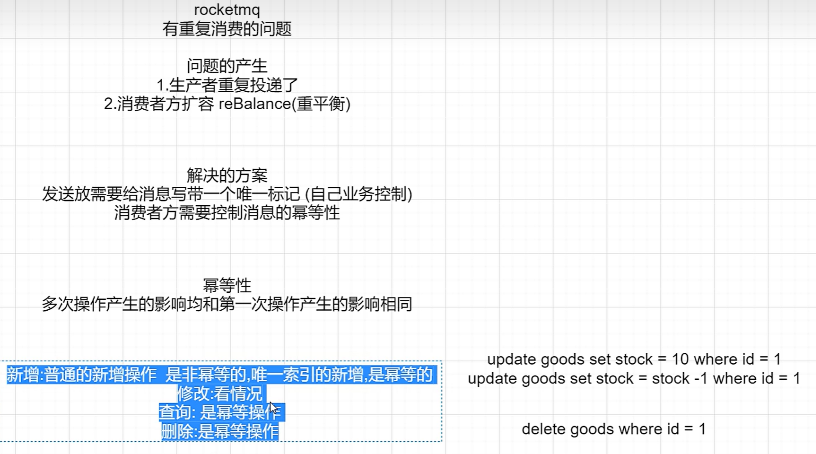 rocketmq
有重复消费的问题
问题的产生
1.生产者重复投递了
2.消费者方扩容 reBalance(重平衡)
解决的方案
发送放需要给消息写带一个唯一标记 (自己业务控制)
消费者方需要控制消息的幂等性
幂等性
多次操作产生的影响均和第一次操作产生的影响相同
新增:普通的新增操作 是非幂等的,唯一索引的新增,是幂等的
修改:看情况
查询: 是幂等操作
删除:是幂等操作
update goods set stock = 10 where id = 1
update goods set stock = stock -1 where id = 1
delete goods where id = 1